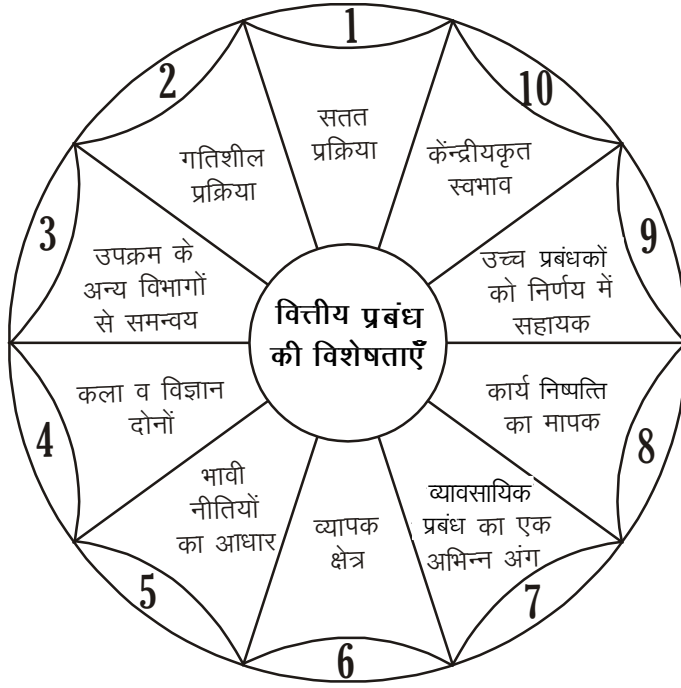 वित्तीय प्रबंध
की विशेषताएँ
1
सतत
प्रक्रिया
2
गतिशील
प्रक्रिया
3
उपक्रम के
अन्य विभागों
से समन्वय
4
कला व विज्ञान
दोनों
5
भावी
नीतियों
का आधार
6
व्यापक
क्षेत्र
7
व्यावसायिक
प्रबंध का एक
अभिन्न अंग
8
कार्य निष्पत्ति
का मापक
9
उच्च प्रबंधकों
को निर्णय में
सहायक
10
केंन्द्रीयकृत
स्वभाव